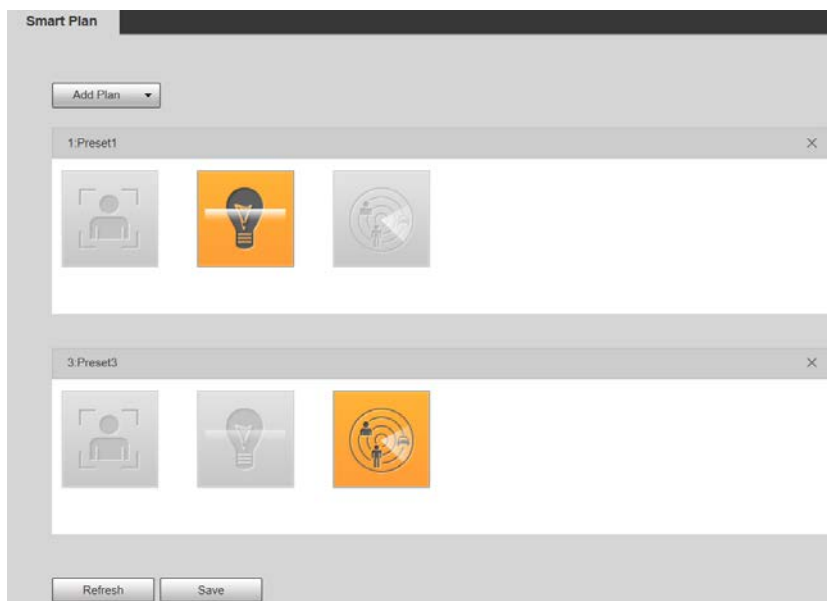 Smart Plan
Add Plan
1:Preset1
3:Preset3
Refresh
Save